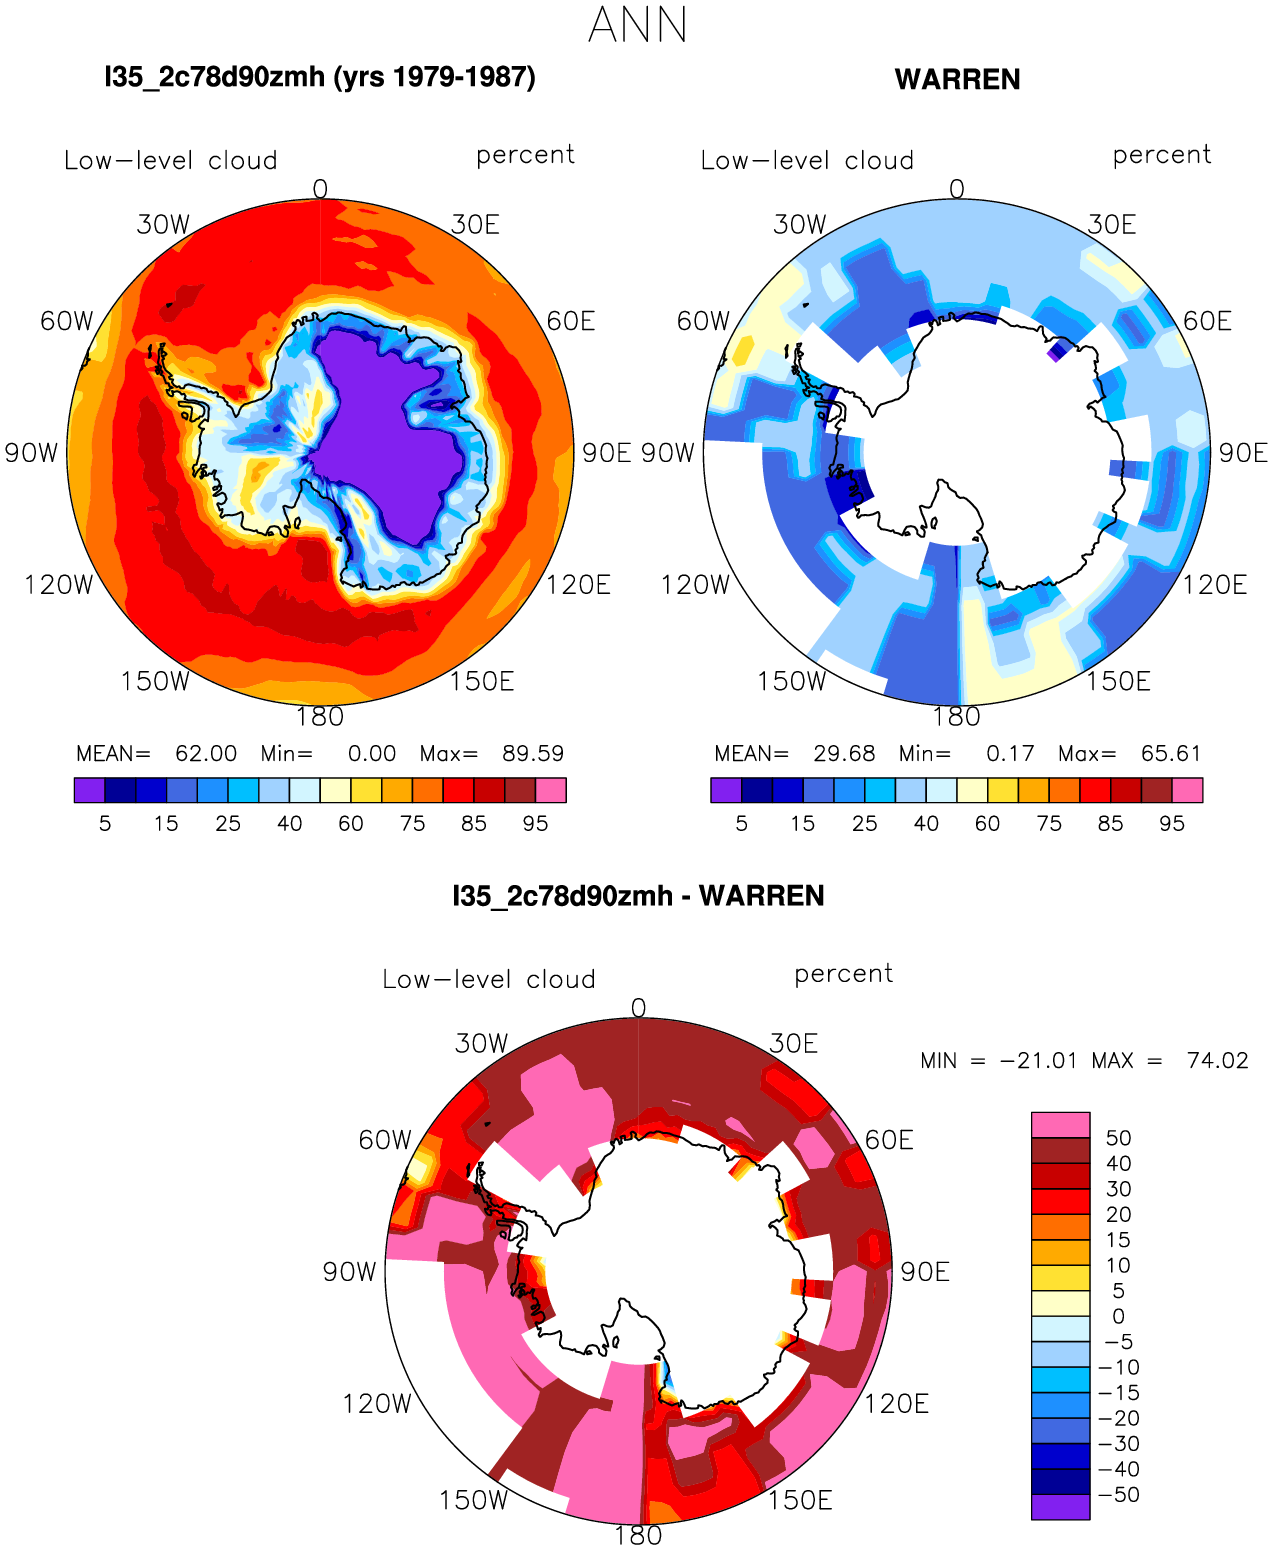 ANN
I35_2c78d90zmh (yrs 1979-1987)
WARREN
Low-level cloud percent
Low-level cloud percent
0
30W 30E
60W 60E
90W 90E
120W 120E
150W 150E
180
0
30W 30E
60W 60E
90W 90E
120W 120E
150W 150E
180
MEAN= 62.00 Min= 0.00 Max= 89.59
5 15 25 40 60 75 85 95
MEAN= 29.68 Min= 0.17 Max= 65.61
5 15 25 40 60 75 85 95
I35_2c78d90zmh - WARREN
Low-level cloud percent
0
30W 30E
60W 60E
90W 90E
120W 120E
150W 150E
180
MIN = -21.01 MAX = 74.02
50
40
30
20
15
10
5
0
-5
-10
-15
-20
-30
-40
-50